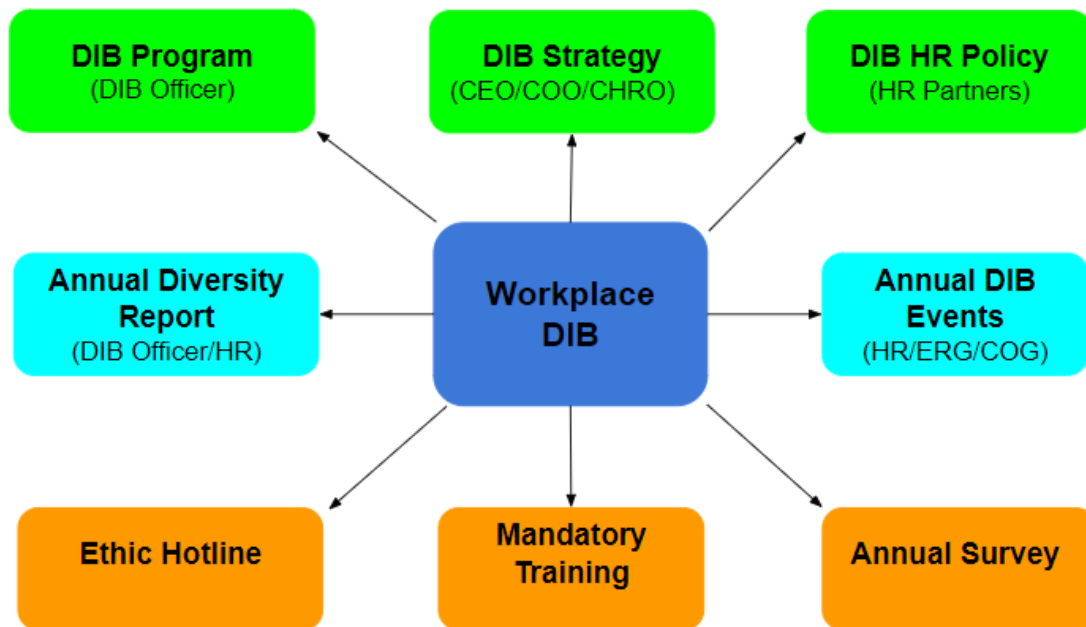 DIB Program
(DIB Officer)
DIB Strategy
(CEO/COO/CHRO)
DIB HR Policy
(HR Partners)
Annual Diversity
Report
(DIB Officer/HR)
Workplace
DIB
Annual DIB
Events
(HR/ERG/COG)
Ethic Hotline
Mandatory
Training
Annual Survey